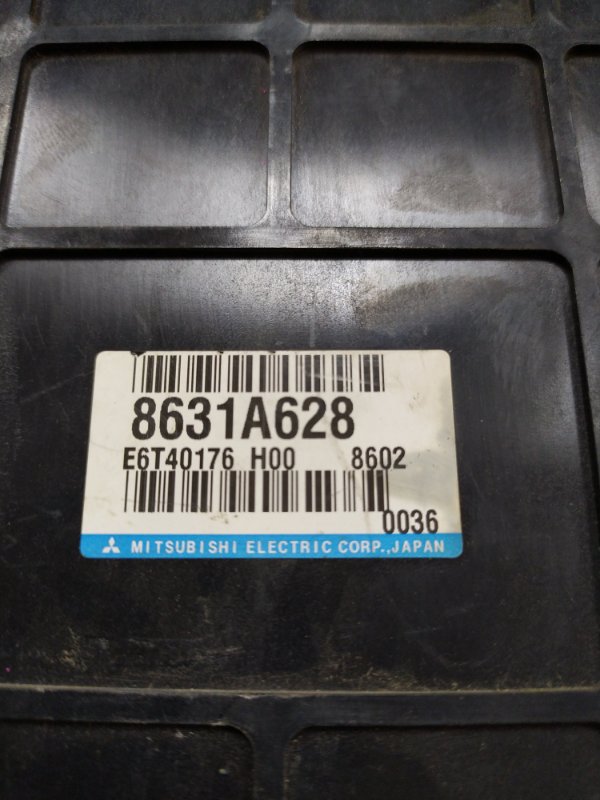 8631A628
E6T40176 H00 8602
0036
MITSUBISHI ELECTRIC CORP.,JAPAN